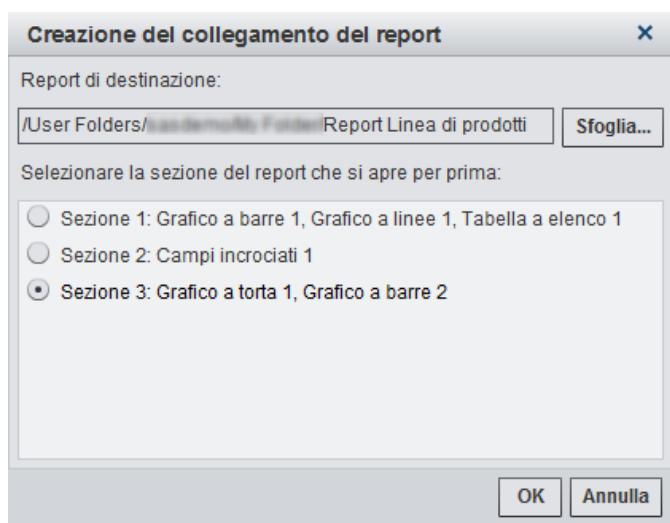 Creazione del collegamento del report
Report di destinazione:
/User Folders/ Report Linea di prodotti
Sfoglia...
Selezionare la sezione del report che si apre per prima:
Sezione 1: Grafico a barre 1, Grafico a linee 1, Tabella a elenco 1
Sezione 2: Campi incrociati 1
Sezione 3: Grafico a torta 1, Grafico a barre 2
OK
Annulla